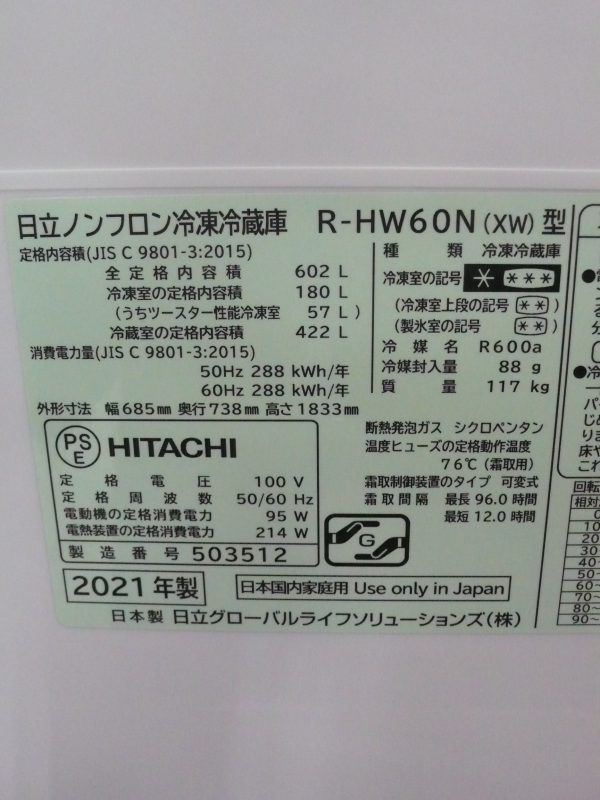 日立ノンフロン冷凍冷蔵庫 R-HW60N(XW)型
定格内容積(JIS C 9801-3:2015)
全定格内容積 602 L
冷凍室の定格内容積 180 L
(うちツースター性能冷凍室 57 L)
冷蔵室の定格内容積 422 L
消費電力量(JIS C 9801-3:2015)
50Hz 288 kWh/年
60Hz 288 kWh/年
外形寸法 幅685mm 奥行738mm 高さ1833mm
種類 冷凍冷蔵庫
冷凍室の記号 * ***
(冷凍室上段の記号 **)
(製氷室の記号 **)
冷媒名 R600a
冷媒封入量 88 g
質量 117 kg
PSE HITACHI
定格電圧 100 V
定格周波数 50/60 Hz
電動機の定格消費電力 95 W
電熱装置の定格消費電力 214 W
製造番号 503512
断熱発泡ガス シクロペンタン
温度ヒューズの定格動作温度
76℃(霜取用)
霜取制御装置のタイプ 可変式
霜取間隔 最長 96.0 時間
最短 12.0 時間
G
2021年製
日本国内家庭用 Use only in Japan
日本製 日立グローバルライフソリューションズ(株)
回転
相対
0
10
20
30
40
50
60
70~
80~
90~